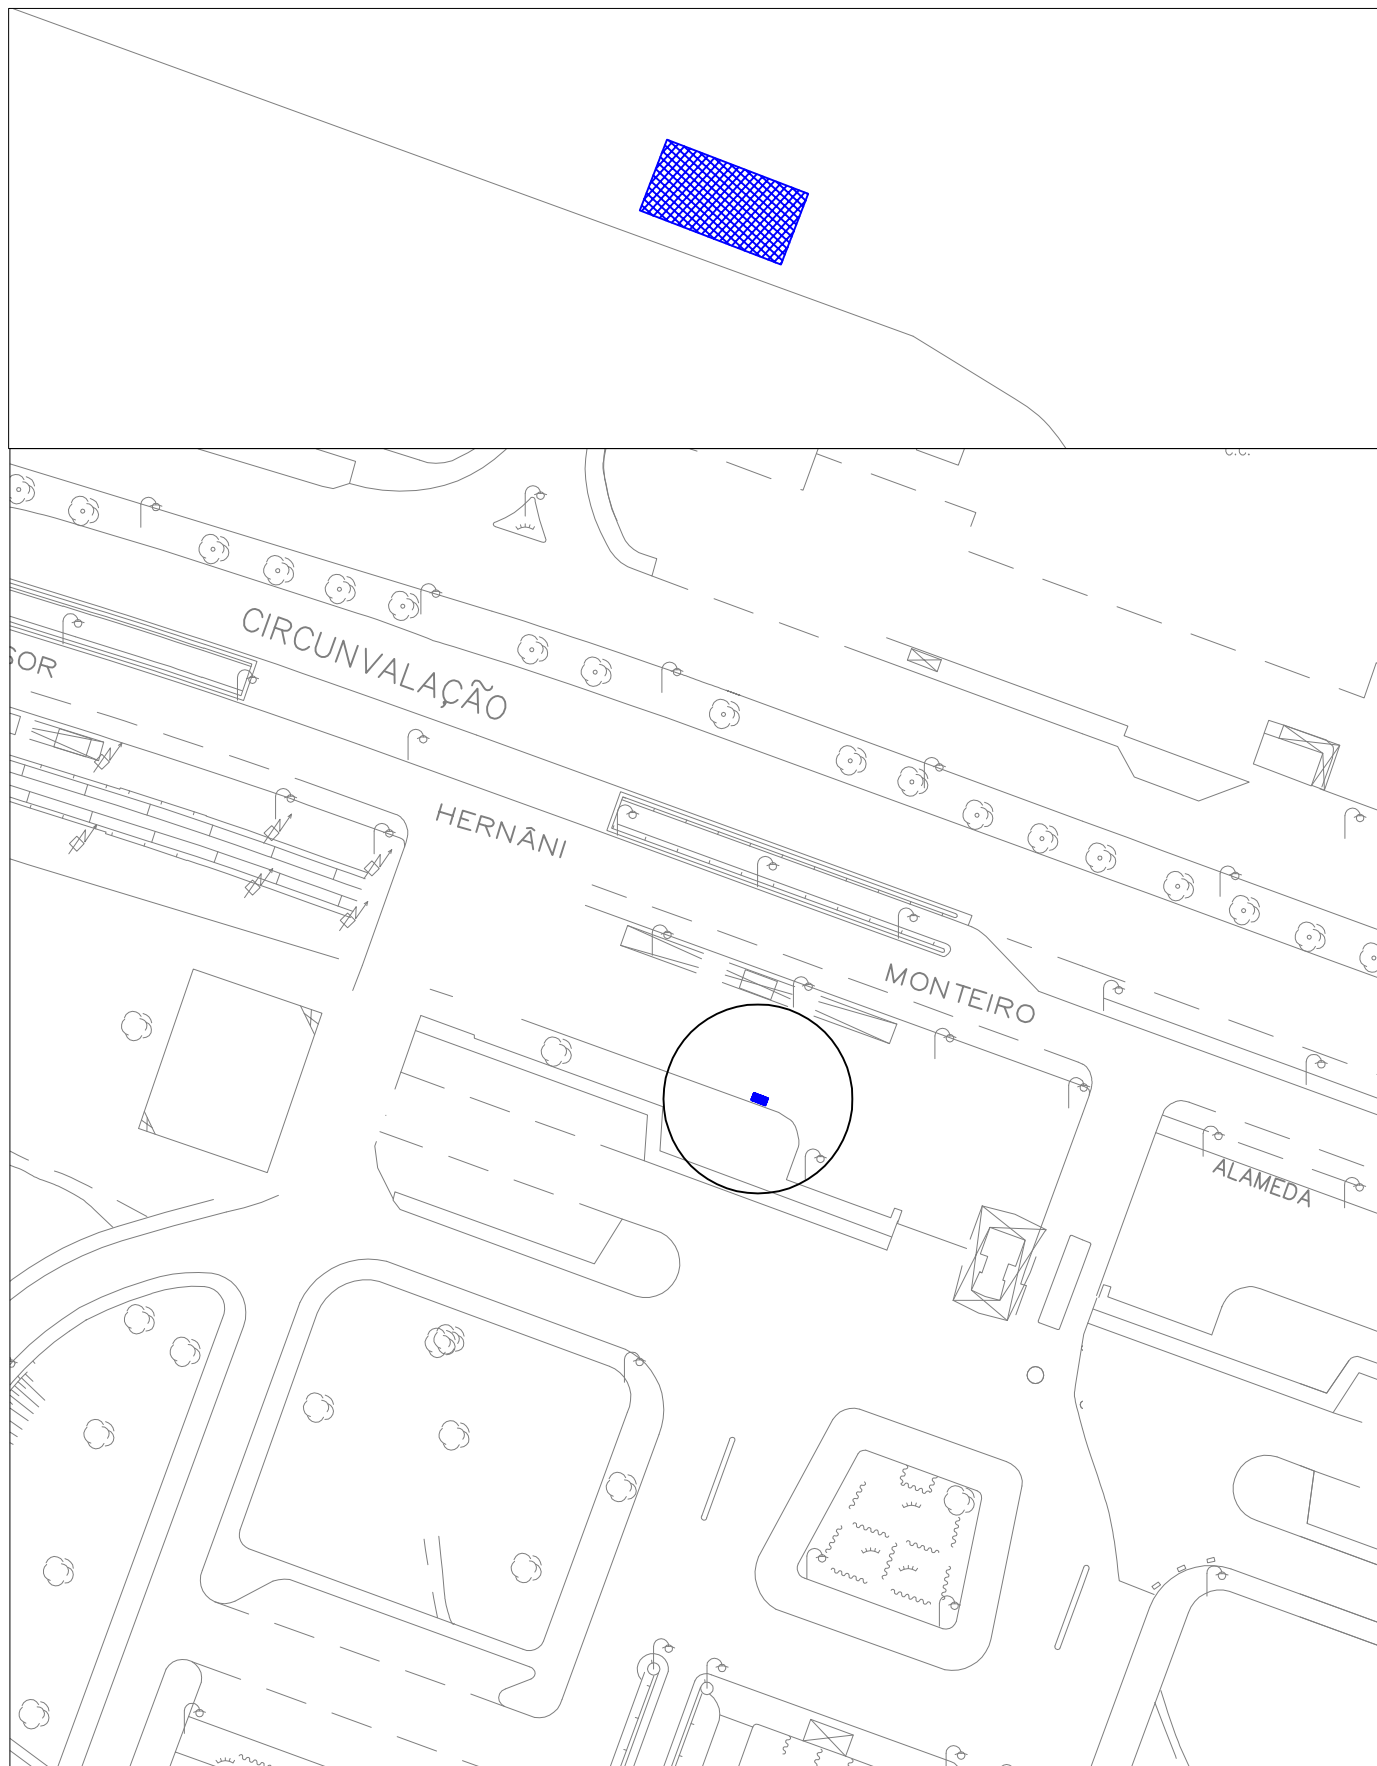 C.C.
CIRCUNVALAÇÃO
SOR
HERNÂNI
MONTEIRO
ALAMEDA